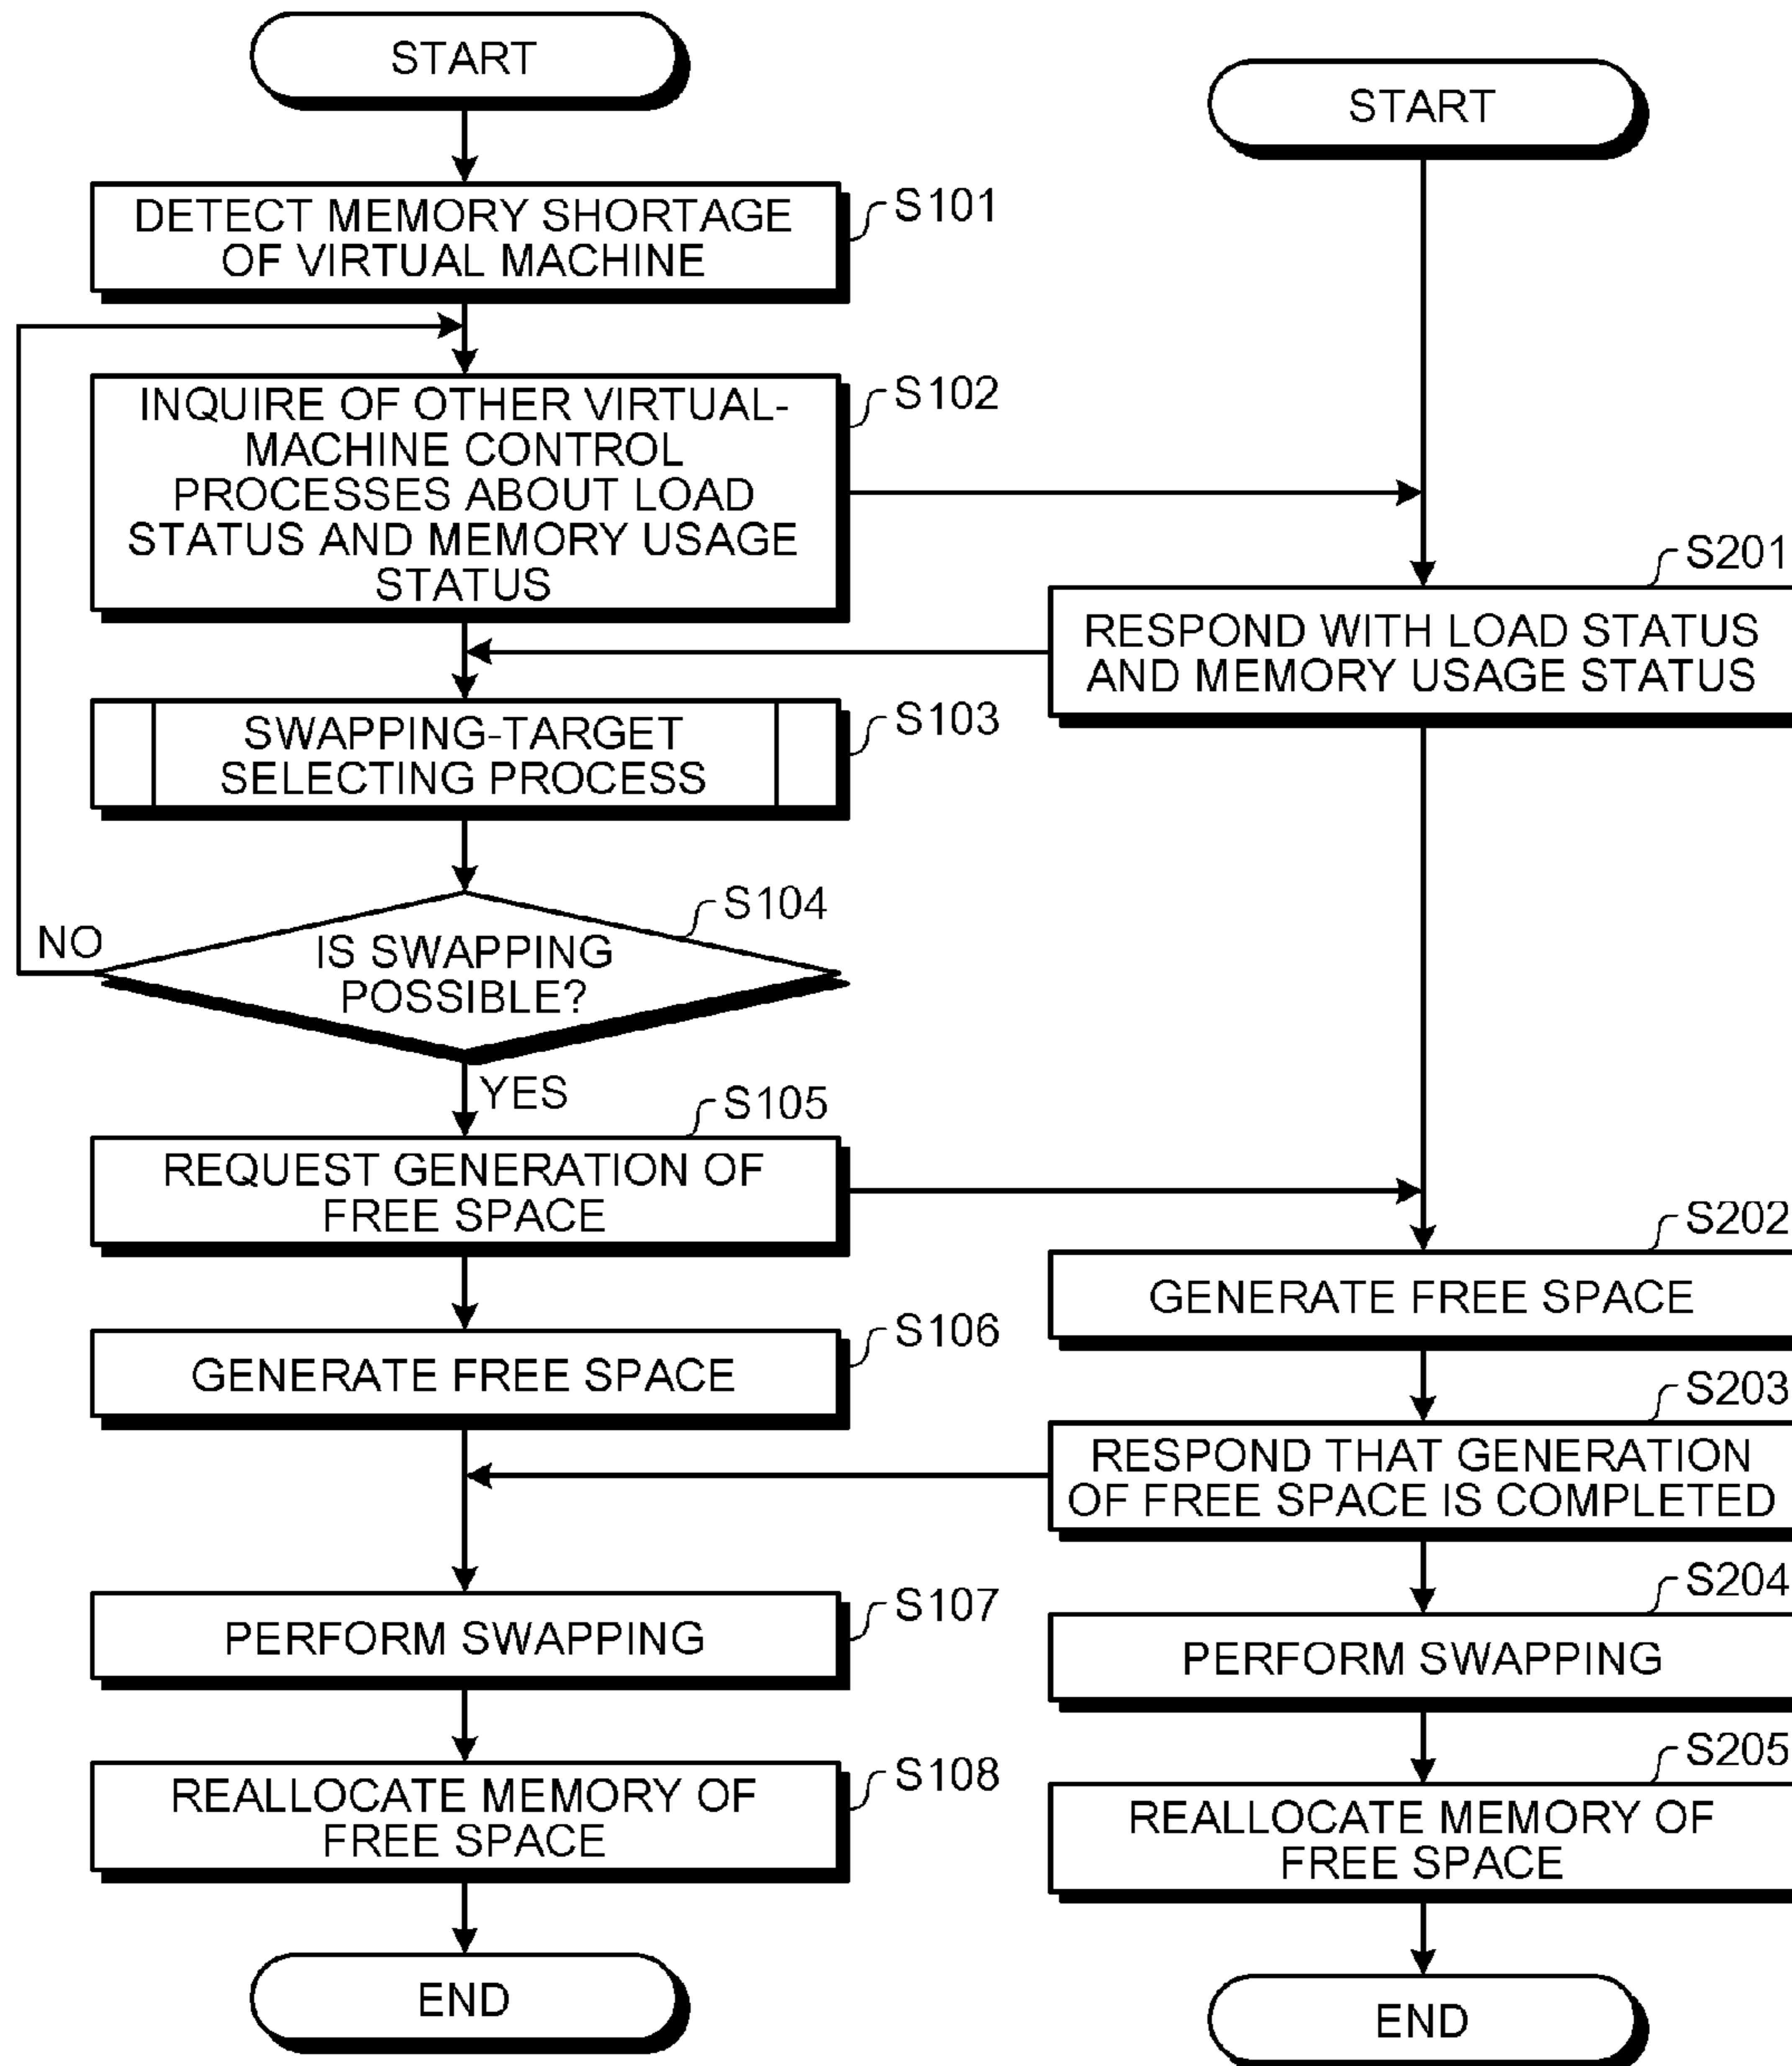 START
DETECT MEMORY SHORTAGE
OF VIRTUAL MACHINE
S101
INQUIRE OF OTHER VIRTUAL-
MACHINE CONTROL
PROCESSES ABOUT LOAD
STATUS AND MEMORY USAGE
STATUS
S102
SWAPPING-TARGET
SELECTING PROCESS
S103
IS SWAPPING
POSSIBLE?
S104
NO
YES
REQUEST GENERATION OF
FREE SPACE
S105
GENERATE FREE SPACE
S106
PERFORM SWAPPING
S107
REALLOCATE MEMORY OF
FREE SPACE
S108
END
START
S201
RESPOND WITH LOAD STATUS
AND MEMORY USAGE STATUS
S202
GENERATE FREE SPACE
S203
RESPOND THAT GENERATION
OF FREE SPACE IS COMPLETED
S204
PERFORM SWAPPING
S205
REALLOCATE MEMORY OF
FREE SPACE
END